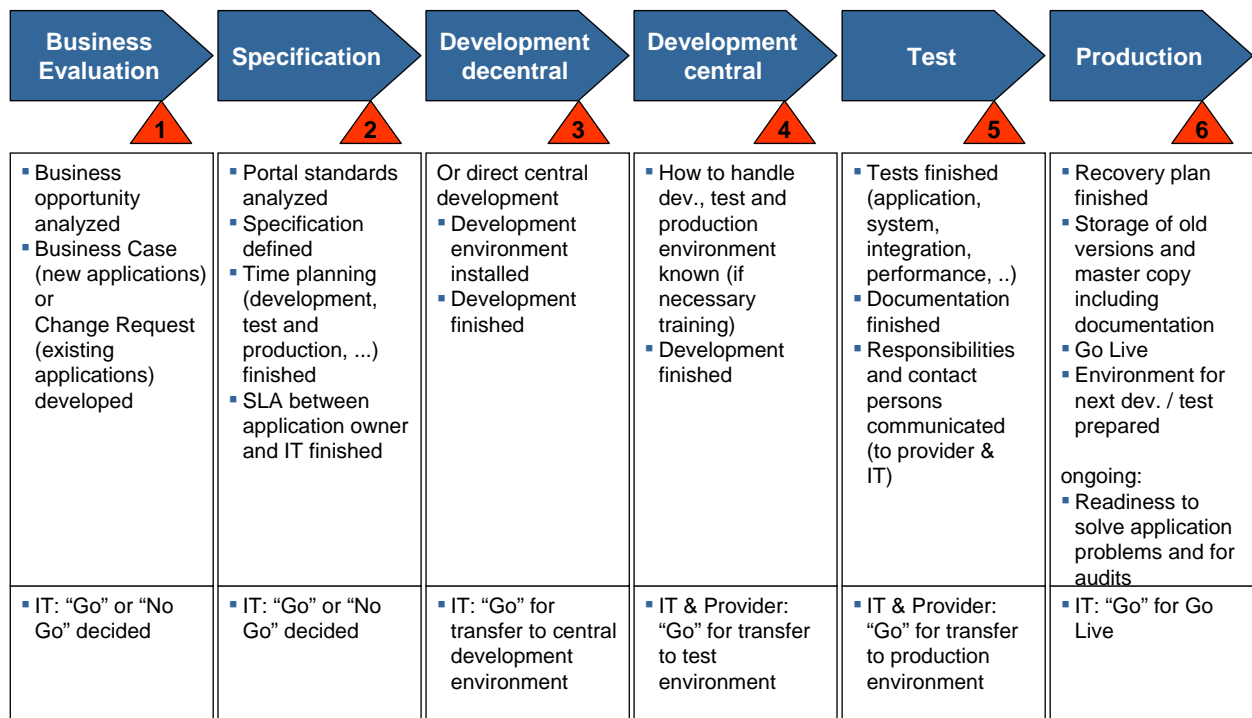 Business
Evaluation
Specification
Development
decentral
Development
central
Test
Production
1
2
3
4
5
6
▪ Business
opportunity
analyzed
▪ Business Case
(new applications)
or
Change Request
(existing
applications)
developed
▪ Portal standards
analyzed
▪ Specification
defined
▪ Time planning
(development,
test and
production, ...)
finished
▪ SLA between
application owner
and IT finished
Or direct central
development
▪ Development
environment
installed
▪ Development
finished
▪ How to handle
dev., test and
production
environment
known (if
necessary
training)
▪ Development
finished
▪ Tests finished
(application,
system,
integration,
performance, ..)
▪ Documentation
finished
▪ Responsibilities
and contact
persons
communicated
(to provider &
IT)
▪ Recovery plan
finished
▪ Storage of old
versions and
master copy
including
documentation
▪ Go Live
▪ Environment for
next dev. / test
prepared
ongoing:
▪ Readiness to
solve application
problems and for
audits
▪ IT: “Go” or “No
Go” decided
▪ IT: “Go” or “No
Go” decided
▪ IT: “Go” for
transfer to central
development
environment
▪ IT & Provider:
“Go” for transfer
to test
environment
▪ IT & Provider:
“Go” for transfer
to production
environment
▪ IT: “Go” for Go
Live